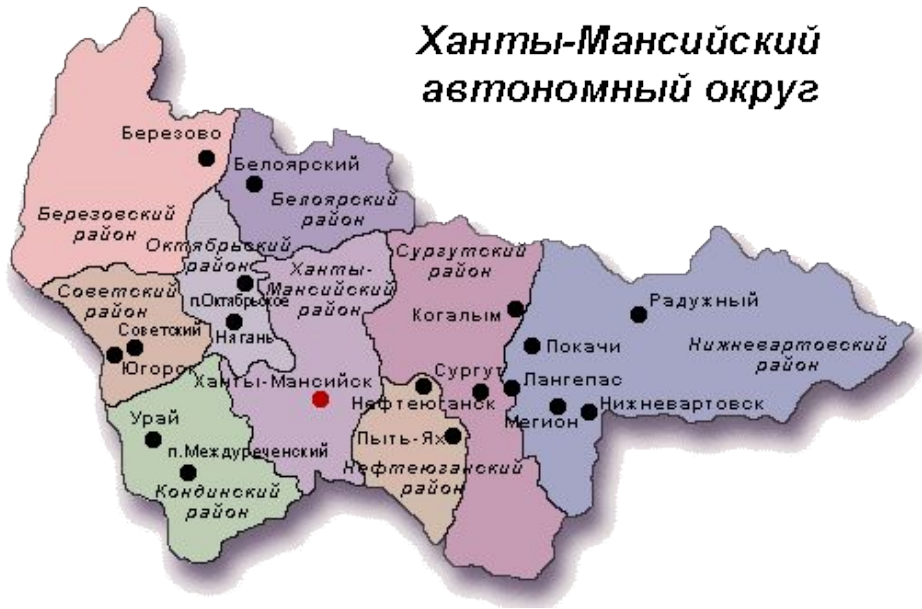 Ханты-Мансийский
автономный округ
Березово
Белоярский
Белоярский
район
Березовский
район
Октябрьский
район
Сургутский
район
Ханты-
Мансийский
район
Советский
район
п.Октябрьское
Когалым
Радужный
Советский
Нягань
Покачи
Нижневартовский
район
Югорск
Ханты-Мансийск
Сургут
Лангепас
Нефтеюганск
Нижневартовск
Мегион
Урай
Пыть-Ях
п.Междуреченский
Нефтеюганский
район
Кондинский
район